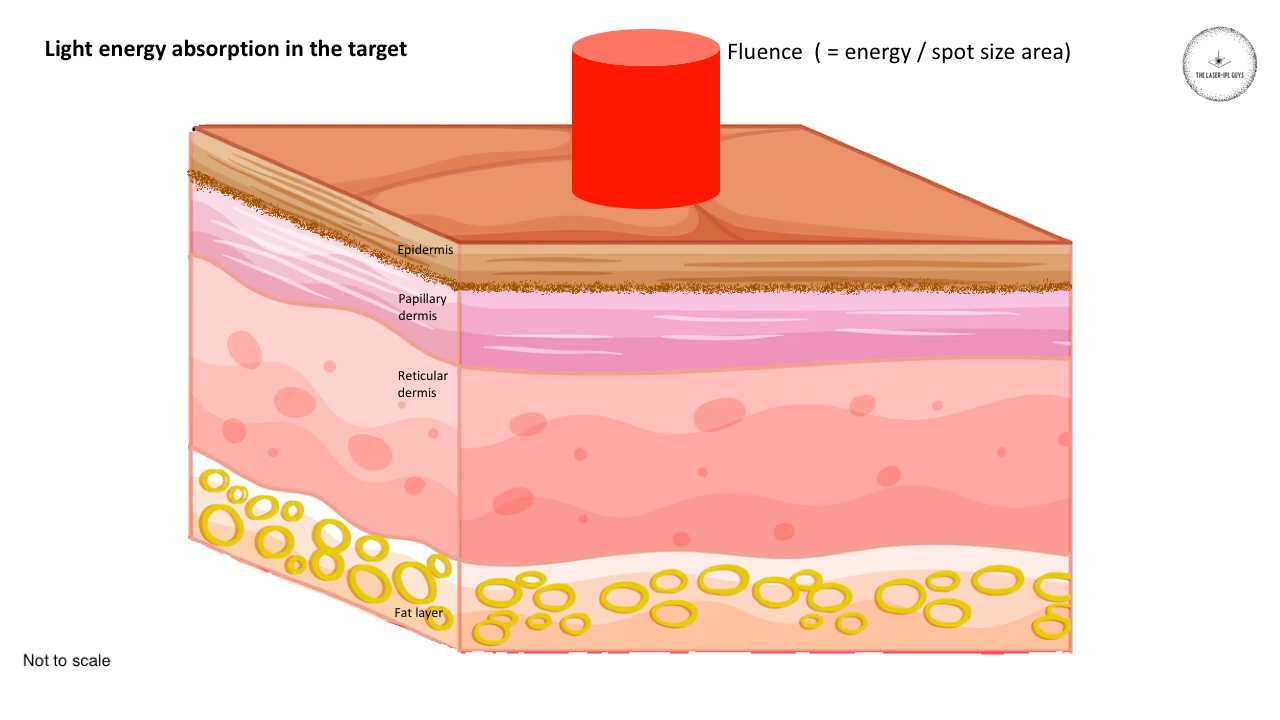 Light energy absorption in the target
Fluence  ( = energy / spot size area)
THE LASER-IPL GUYS
Epidermis
Papillary
dermis
Reticular
dermis
Fat layer
Not to scale